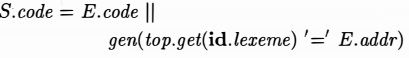 S.code = E.code ||
gen(top.get(id.lexeme) '=' E.addr)